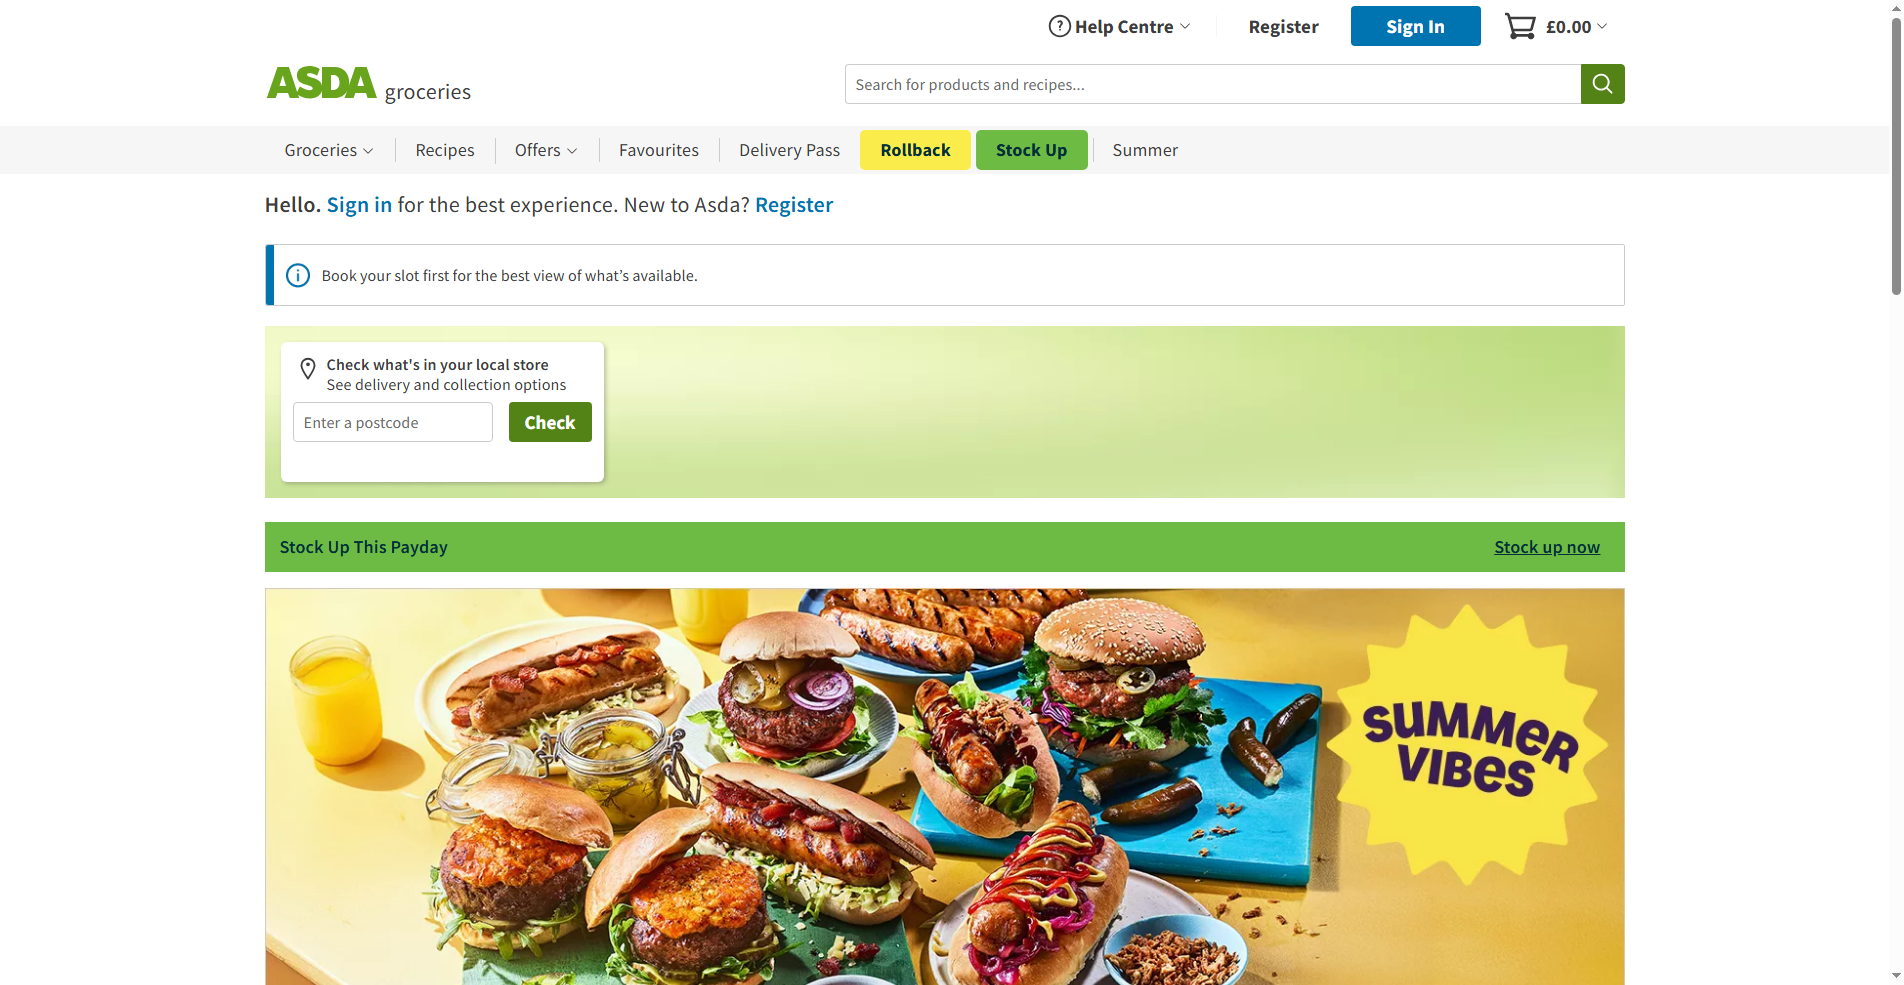 Help Centre
Register
Sign In
£0.00
ASDA groceries
Search for products and recipes...
Groceries
Recipes
Offers
Favourites
Delivery Pass
Rollback
Stock Up
Summer
Hello. Sign in for the best experience. New to Asda? Register
Book your slot first for the best view of what's available.
Check what's in your local store
See delivery and collection options
Enter a postcode
Check
Stock Up This Payday
Stock up now
SUMMER
VIBES